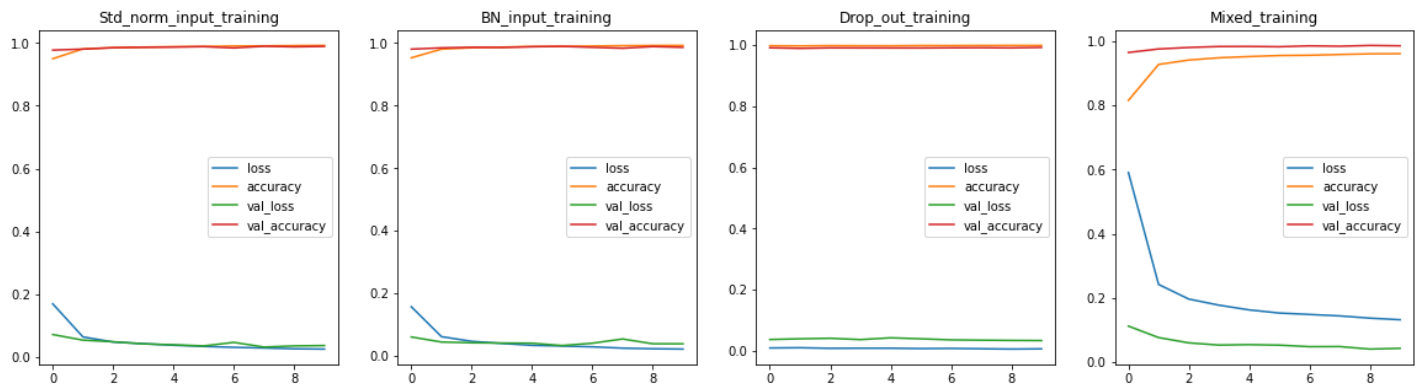 Std_norm_input_training
1.0
0.8
0.6
0.4
0.2
0.0
loss
accuracy
val_loss
val_accuracy
0 2 4 6 8
BN_input_training
1.0
0.8
0.6
0.4
0.2
0.0
loss
accuracy
val_loss
val_accuracy
0 2 4 6 8
Drop_out_training
1.0
0.8
0.6
0.4
0.2
0.0
loss
accuracy
val_loss
val_accuracy
0 2 4 6 8
Mixed_training
1.0
0.8
0.6
0.4
0.2
0.0
loss
accuracy
val_loss
val_accuracy
0 2 4 6 8